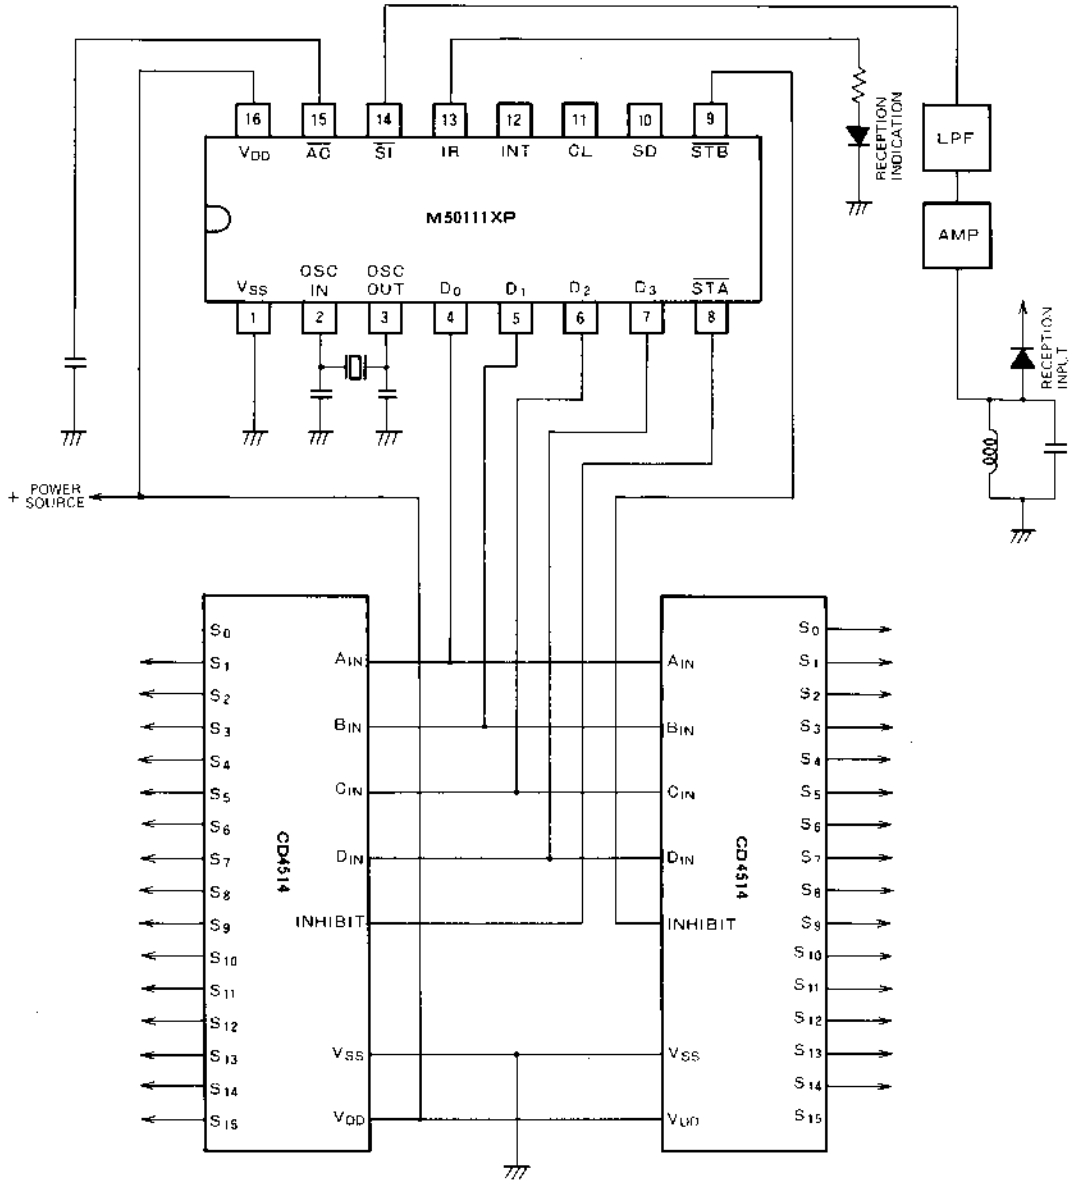 16 15 14 13 12 11 10 9
VDD AC SI IR INT CL SD STB
M50111XP
VSS OSC IN OSC OUT D0 D1 D2 D3 STA
1 2 3 4 5 6 7 8
RECEPTION
INDICATION
LPF
AMP
RECEPTION
INPUT
+ POWER
SOURCE
S0
S1
S2
S3
S4
S5
S6
S7
S8
S9
S10
S11
S12
S13
S14
S15
AIN
BIN
CIN
DIN
INHIBIT
VSS
VDD
CD4514
AIN
BIN
CIN
DIN
INHIBIT
VSS
VDD
CD4514
S0
S1
S2
S3
S4
S5
S6
S7
S8
S9
S10
S11
S12
S13
S14
S15